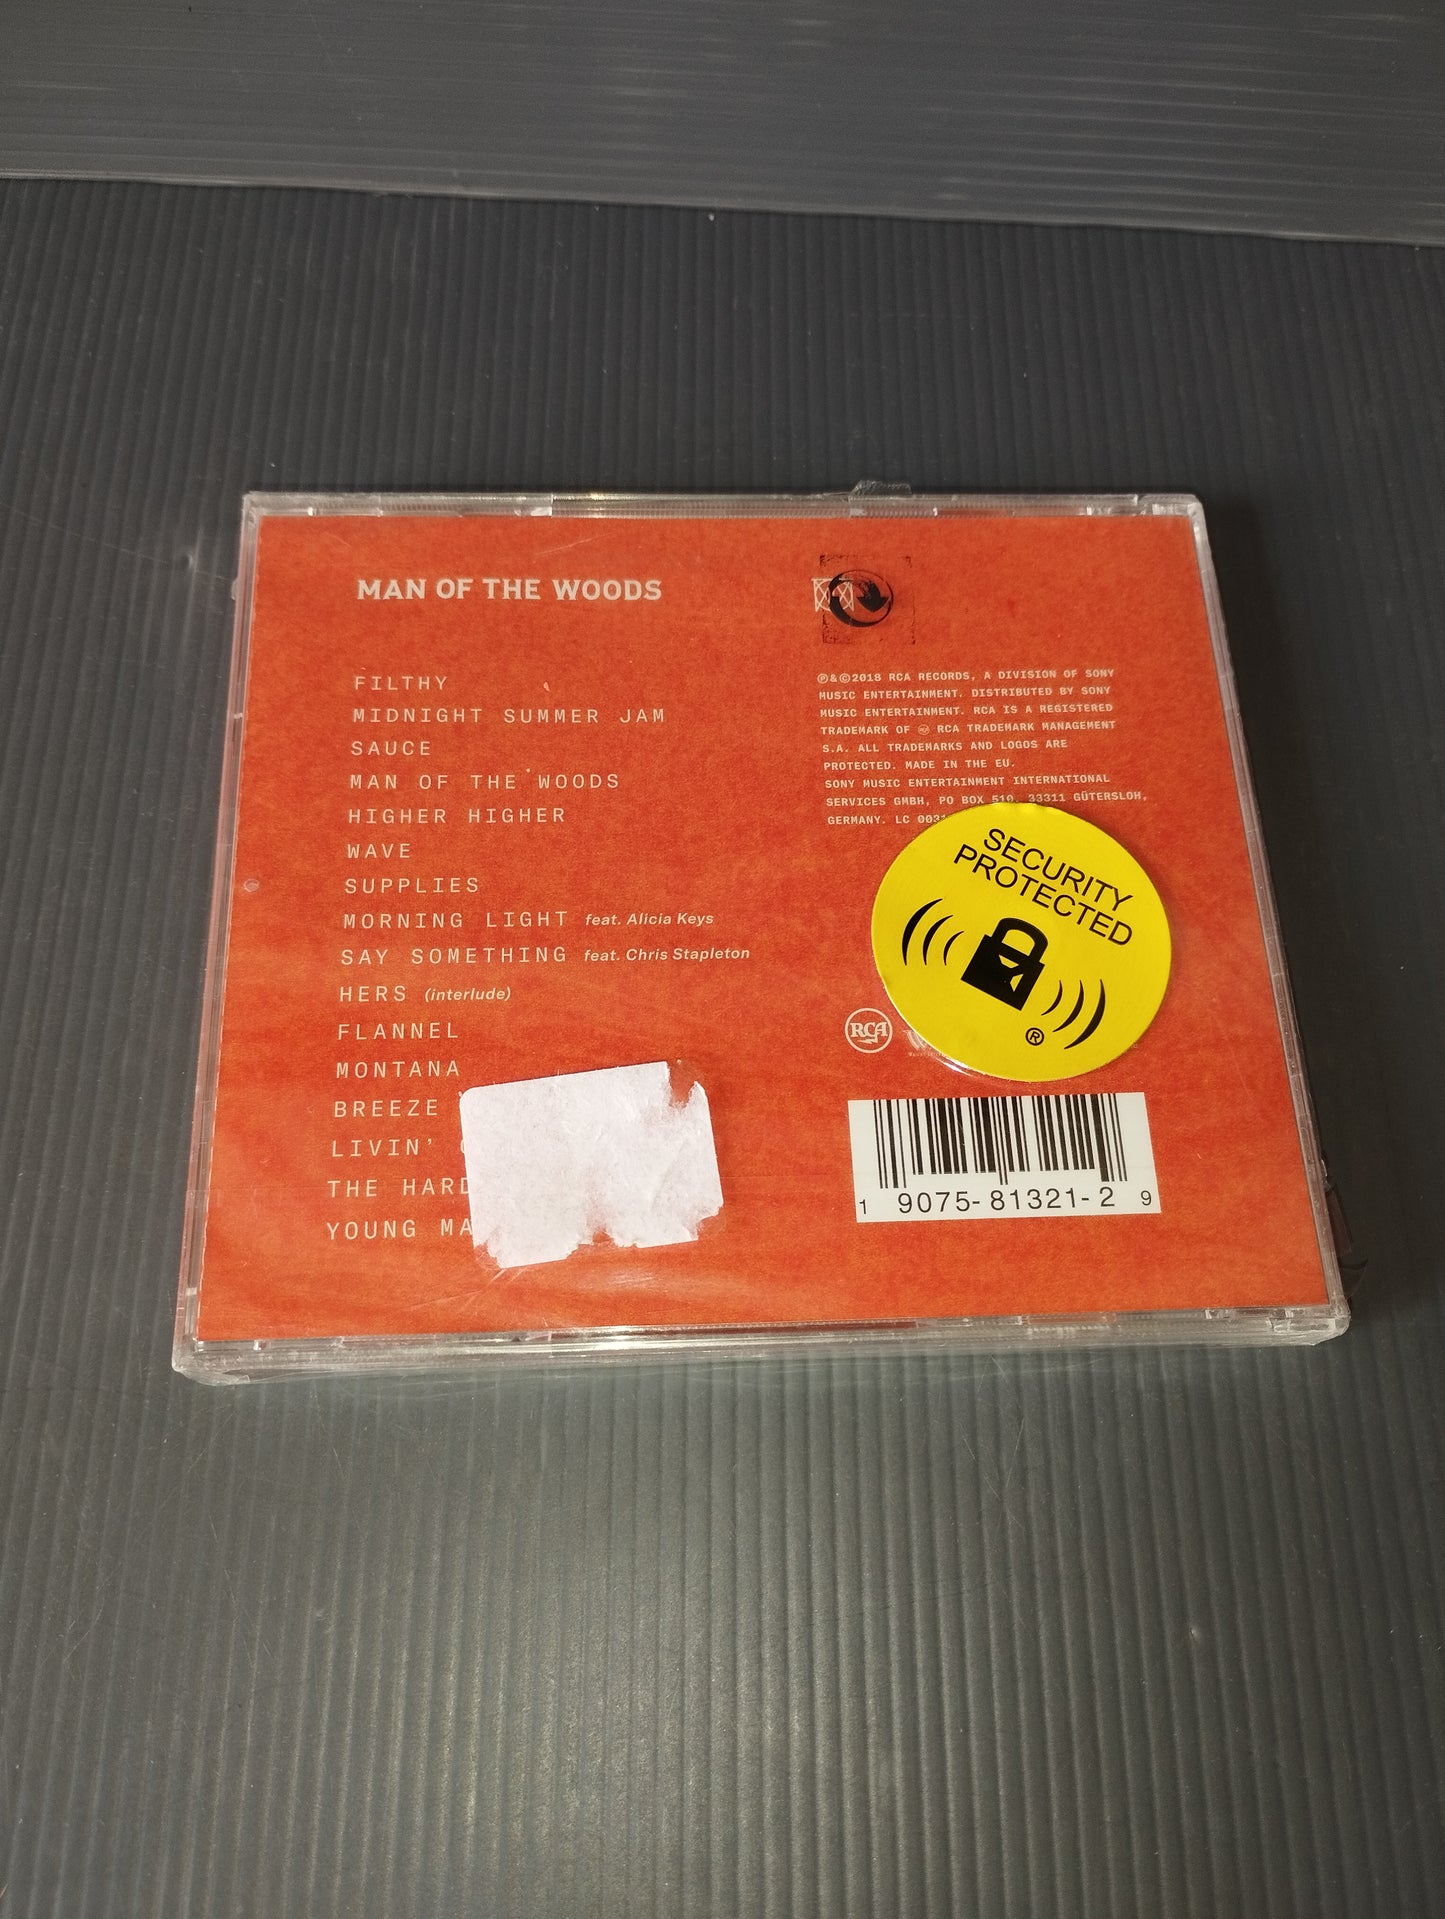 MAN OF THE WOODS
FILTHY
MIDNIGHT SUMMER JAM
SAUCE
MAN OF THE WOODS
HIGHER HIGHER
WAVE
SUPPLIES
MORNING LIGHT feat. Alicia Keys
SAY SOMETHING feat. Chris Stapleton
HERS (interlude)
FLANNEL
MONTANA
BREEZE
LIVIN'
THE HARD
YOUNG MA
℗&©2018 RCA RECORDS, A DIVISION OF SONY
MUSIC ENTERTAINMENT. DISTRIBUTED BY SONY
MUSIC ENTERTAINMENT. RCA IS A REGISTERED
TRADEMARK OF RCA TRADEMARK MANAGEMENT
S.A. ALL TRADEMARKS AND LOGOS ARE
PROTECTED. MADE IN THE EU.
SONY MUSIC ENTERTAINMENT INTERNATIONAL
SERVICES GMBH, PO BOX 510, 33311 GÜTERSLOH,
GERMANY. LC 0031
SECURITY
PROTECTED
®
RCA
1 9075-81321-2 9